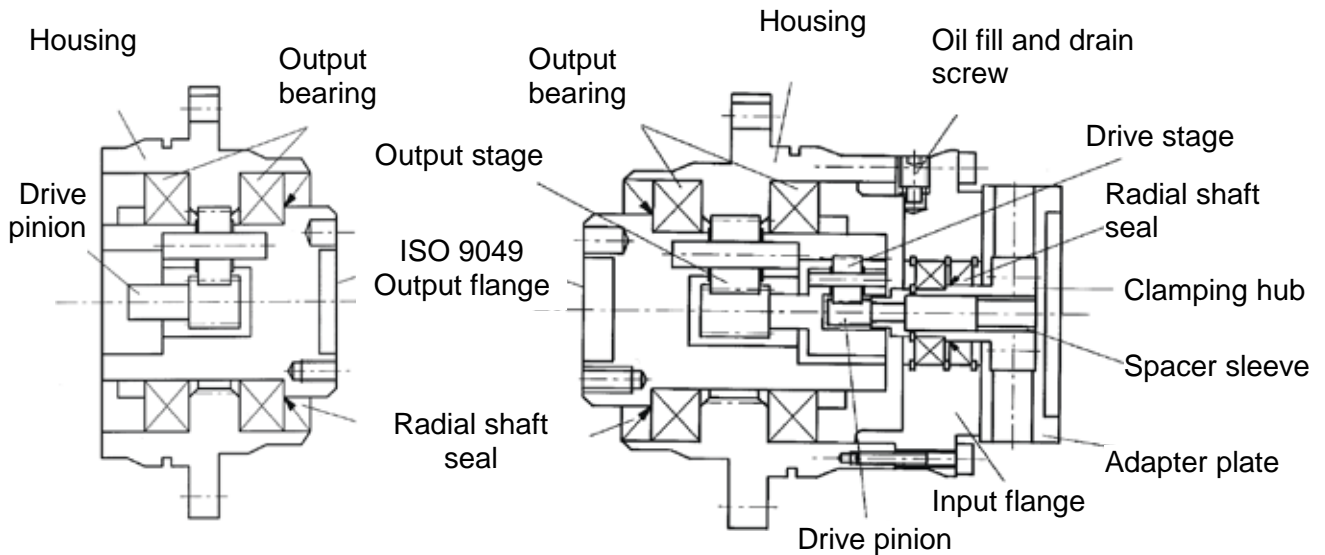 Housing
Output
bearing
Drive
pinion
ISO 9049
Output flange
Radial shaft
seal
Housing
Output
bearing
Output stage
Oil fill and drain
screw
Drive stage
Radial shaft
seal
Clamping hub
Spacer sleeve
Adapter plate
Input flange
Drive pinion